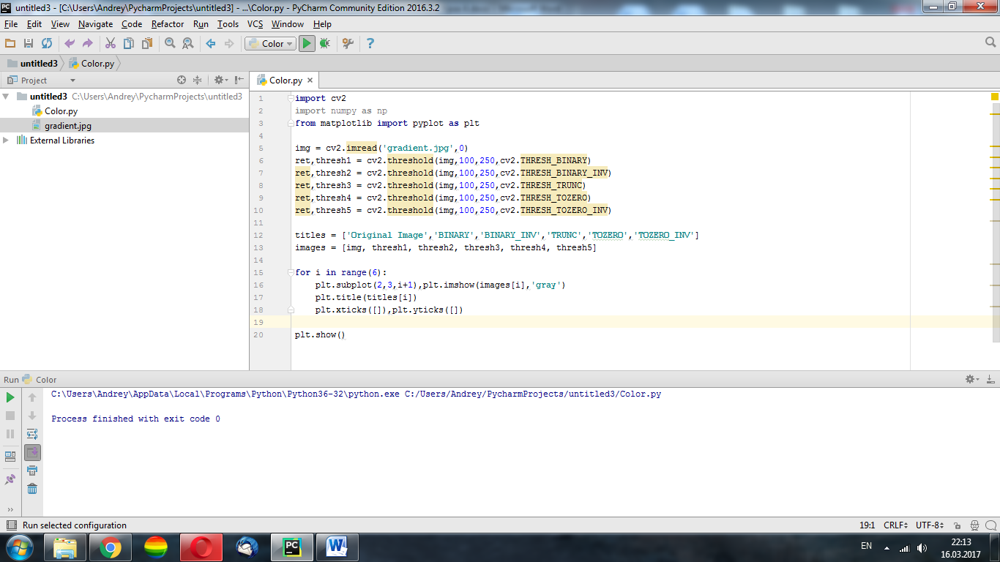 untitled3 - [C:\Users\Andrey\PycharmProjects\untitled3] - ...\Color.py - PyCharm Community Edition 2016.3.2
File Edit View Navigate Code Refactor Run Tools VCS Window Help
Color
untitled3 Color.py
Project
Color.py
untitled3 C:\Users\Andrey\PycharmProjects\untitled3
Color.py
gradient.jpg
External Libraries
1 import cv2
2 import numpy as np
3 from matplotlib import pyplot as plt
4
5 img = cv2.imread('gradient.jpg',0)
6 ret,thresh1 = cv2.threshold(img,100,250,cv2.THRESH_BINARY)
7 ret,thresh2 = cv2.threshold(img,100,250,cv2.THRESH_BINARY_INV)
8 ret,thresh3 = cv2.threshold(img,100,250,cv2.THRESH_TRUNC)
9 ret,thresh4 = cv2.threshold(img,100,250,cv2.THRESH_TOZERO)
10 ret,thresh5 = cv2.threshold(img,100,250,cv2.THRESH_TOZERO_INV)
11
12 titles = ['Original Image','BINARY','BINARY_INV','TRUNC','TOZERO','TOZERO_INV']
13 images = [img, thresh1, thresh2, thresh3, thresh4, thresh5]
14
15 for i in range(6):
16     plt.subplot(2,3,i+1),plt.imshow(images[i],'gray')
17     plt.title(titles[i])
18     plt.xticks([]),plt.yticks([])
19
20 plt.show()
Run Color
C:\Users\Andrey\AppData\Local\Programs\Python\Python36-32\python.exe C:/Users/Andrey/PycharmProjects/untitled3/Color.py
Process finished with exit code 0
Run selected configuration
19:1 CRLF UTF-8
PC
W
EN
22:13
16.03.2017